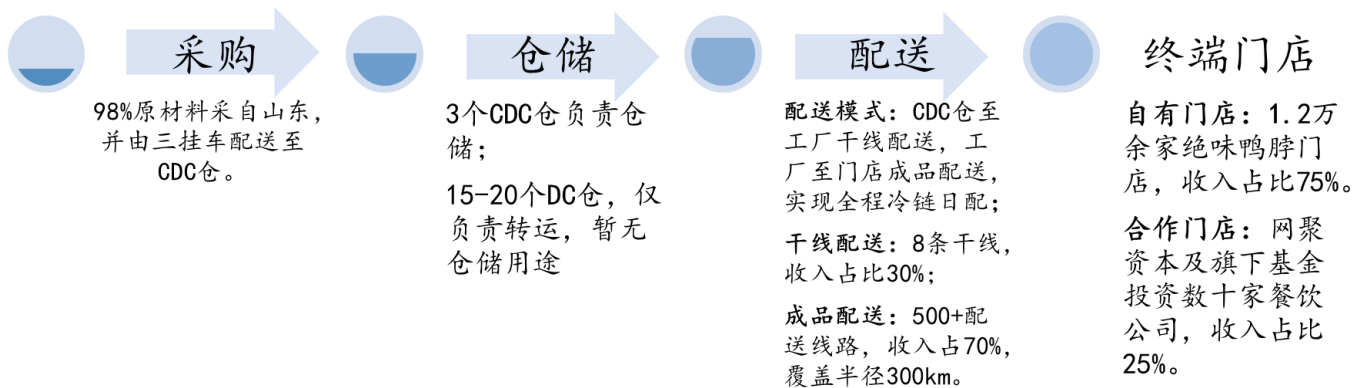 采购
98%原材料采自山东，
并由三挂车配送至
CDC仓。
仓储
3个CDC仓负责仓
储；
15-20个DC仓，仅
负责转运，暂无
仓储用途
配送
配送模式：CDC仓至
工厂干线配送，工
厂至门店成品配送，
实现全程冷链日配；
干线配送：8条干线，
收入占比30%；
成品配送：500+配
送线路，收入占70%，
覆盖半径300km。
终端门店
自有门店：1.2万
余家绝味鸭脖门
店，收入占比75%。
合作门店：网聚
资本及旗下基金
投资数十家餐饮
公司，收入占比
25%。